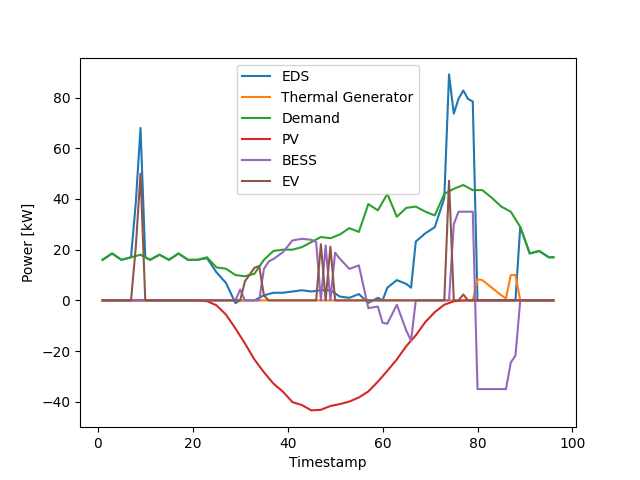 EDS
Thermal Generator
Demand
PV
BESS
EV
Power [kW]
80
60
40
20
0
−20
−40
0 20 40 60 80 100
Timestamp